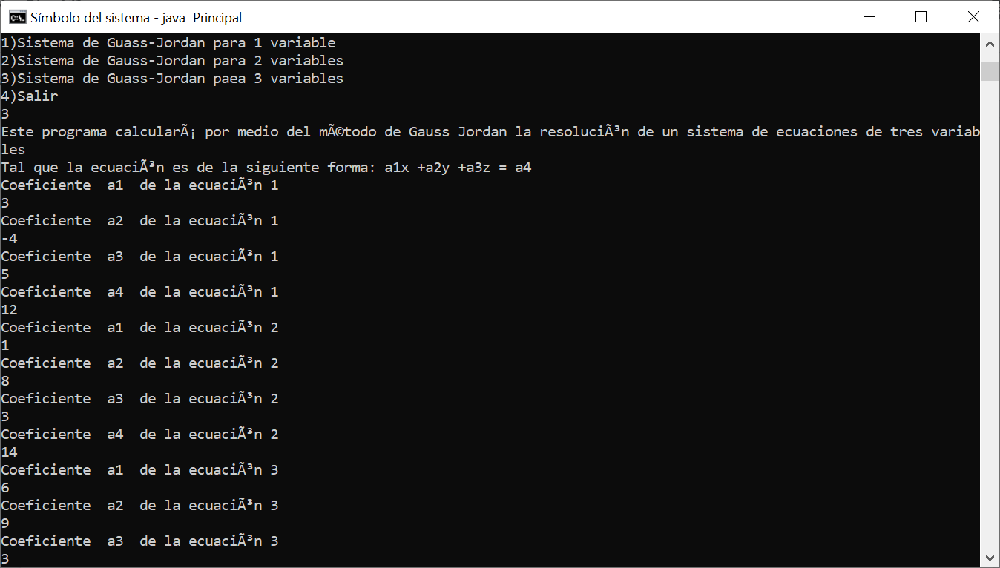 Símbolo del sistema - java  Principal
1)Sistema de Guass-Jordan para 1 variable
2)Sistema de Gauss-Jordan para 2 variables
3)Sistema de Guass-Jordan paea 3 variables
4)Salir
3
Este programa calcularÃ¡ por medio del mÃ©todo de Gauss Jordan la resoluciÃ³n de un sistema de ecuaciones de tres variab
les
Tal que la ecuaciÃ³n es de la siguiente forma: a1x +a2y +a3z = a4
Coeficiente  a1  de la ecuaciÃ³n 1
3
Coeficiente  a2  de la ecuaciÃ³n 1
-4
Coeficiente  a3  de la ecuaciÃ³n 1
5
Coeficiente  a4  de la ecuaciÃ³n 1
12
Coeficiente  a1  de la ecuaciÃ³n 2
1
Coeficiente  a2  de la ecuaciÃ³n 2
8
Coeficiente  a3  de la ecuaciÃ³n 2
3
Coeficiente  a4  de la ecuaciÃ³n 2
14
Coeficiente  a1  de la ecuaciÃ³n 3
6
Coeficiente  a2  de la ecuaciÃ³n 3
9
Coeficiente  a3  de la ecuaciÃ³n 3
3